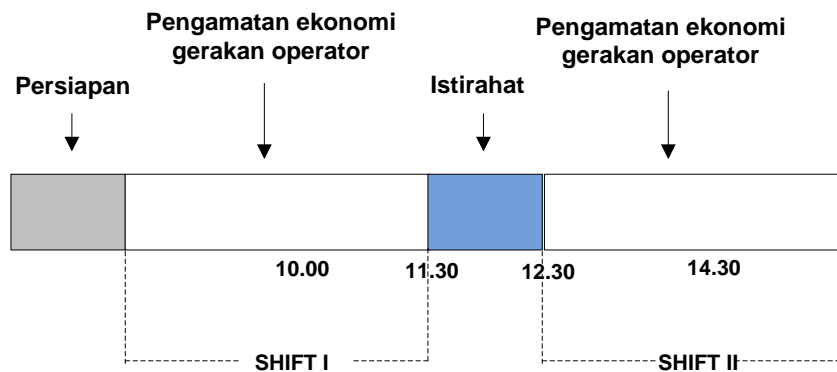 Pengamatan ekonomi
gerakan operator
Pengamatan ekonomi
gerakan operator
Persiapan
Istirahat
10.00
11.30
12.30
14.30
SHIFT I
SHIFT II